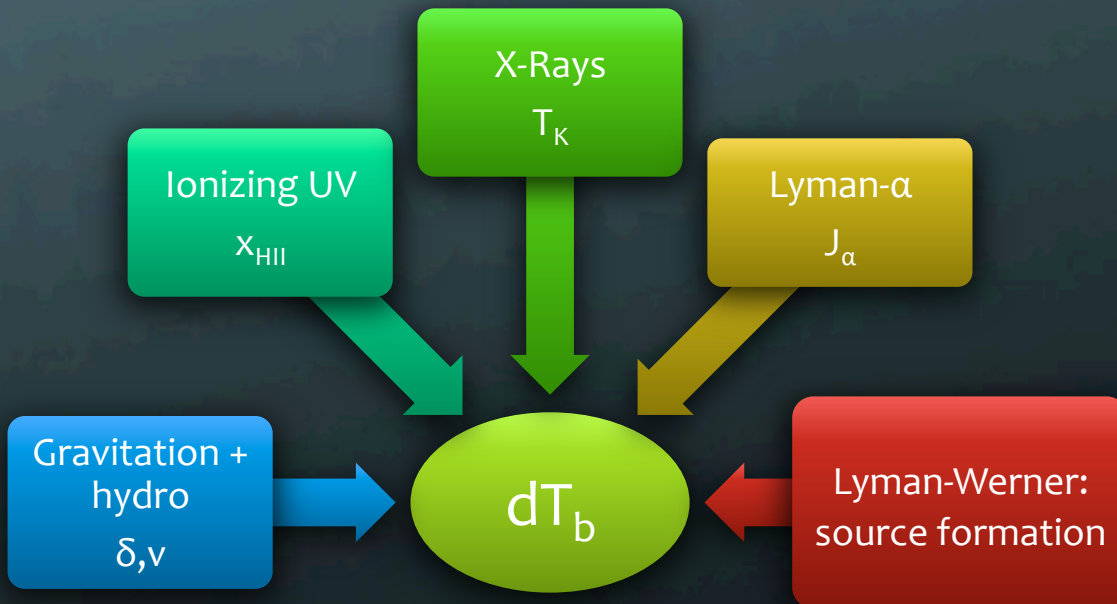 X-Rays
T_K
Ionizing UV
x_HII
Lyman-α
J_α
Gravitation +
hydro
δ,v
dT_b
Lyman-Werner:
source formation